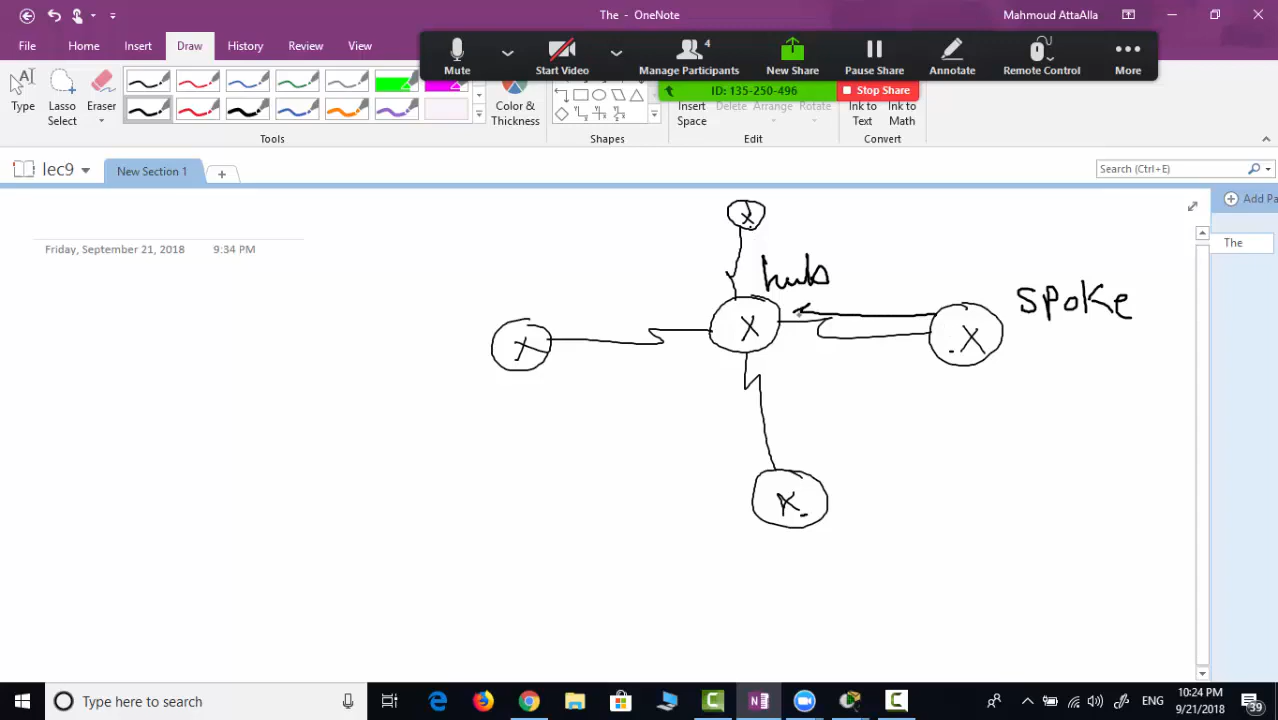 The - OneNote
Mahmoud AttaAlla
File
Home
Insert
Draw
History
Review
View
Mute
Start Video
4
Manage Participants
New Share
Pause Share
Annotate
Remote Control
More
ID: 135-250-496
Stop Share
Type
Lasso
Select
Eraser
Color &
Thickness
Insert
Space
Delete
Arrange
Rotate
Ink to
Text
Ink to
Math
Tools
Shapes
Edit
Convert
lec9
New Section 1
Search (Ctrl+E)
Add Pa
The
Friday, September 21, 2018
9:34 PM
X
hub
spoke
X
X
X
X
Type here to search
ENG
10:24 PM
9/21/2018
39